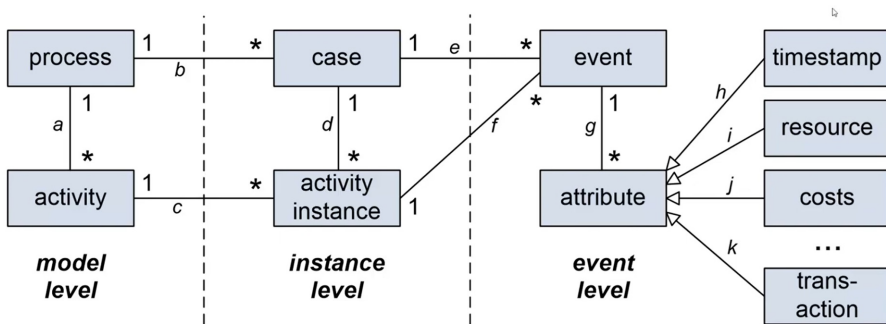 process
1
b
*
case
1
e
*
event
timestamp
1
a
*
1
d
*
f
*
1
g
*
h
i
resource
activity
1
c
*
activity
instance
1
attribute
j
costs
...
k
trans-
action
model
level
instance
level
event
level